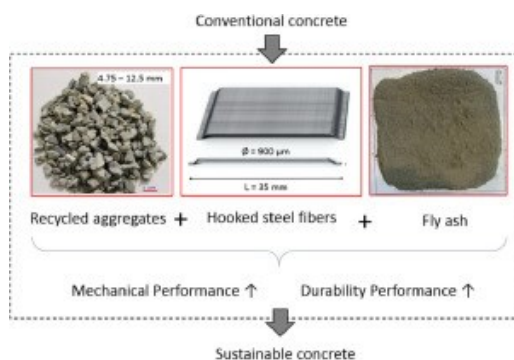 Conventional concrete
4.75 – 12.5 mm
Ø = 900 μm
L = 35 mm
Recycled aggregates + Hooked steel fibers + Fly ash
Mechanical Performance ↑ Durability Performance ↑
Sustainable concrete